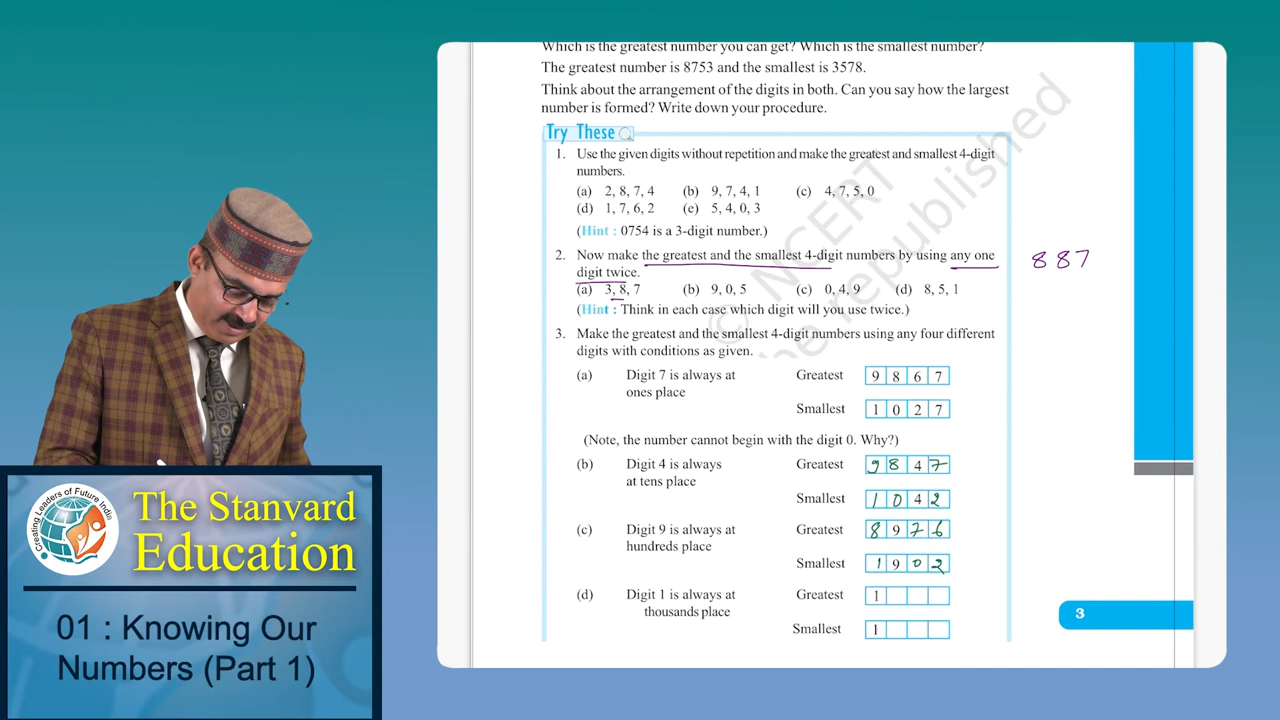 Which is the greatest number you can get? Which is the smallest number?
The greatest number is 8753 and the smallest is 3578.
Think about the arrangement of the digits in both. Can you say how the largest
number is formed? Write down your procedure.
Try These
1. Use the given digits without repetition and make the greatest and smallest 4-digit
numbers.
(a) 2, 8, 7, 4 (b) 9, 7, 4, 1 (c) 4, 7, 5, 0
(d) 1, 7, 6, 2 (e) 5, 4, 0, 3
(Hint : 0754 is a 3-digit number.)
2. Now make the greatest and the smallest 4-digit numbers by using any one
digit twice.
887
(a) 3, 8, 7 (b) 9, 0, 5 (c) 0, 4, 9 (d) 8, 5, 1
(Hint : Think in each case which digit will you use twice.)
3. Make the greatest and the smallest 4-digit numbers using any four different
digits with conditions as given.
(a) Digit 7 is always at Greatest 9 8 6 7
ones place
Smallest 1 0 2 7
(Note, the number cannot begin with the digit 0. Why?)
(b) Digit 4 is always Greatest 9 8 4 7
at tens place
Smallest 1 0 4 2
(c) Digit 9 is always at Greatest 8 9 7 6
hundreds place
Smallest 1 9 0 2
(d) Digit 1 is always at Greatest 1
thousands place
Smallest 1
3
© NCERT
be republished
Creating Leaders of Future India
The Stanvard
Education
01 : Knowing Our
Numbers (Part 1)